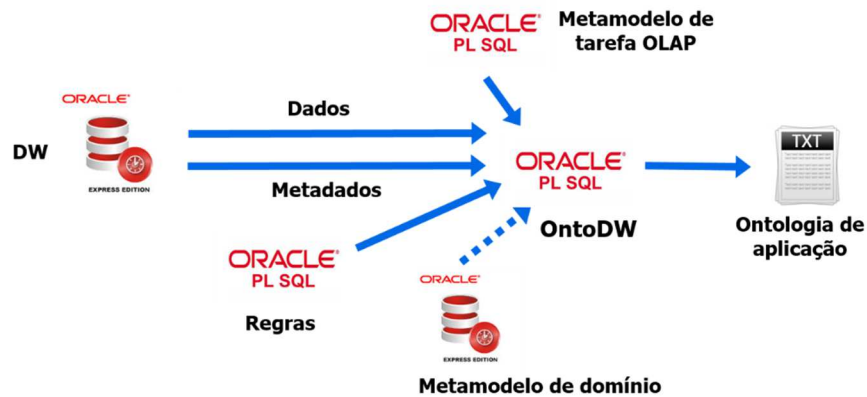 ORACLE®
PL SQL
Metamodelo de
tarefa OLAP
ORACLE®
DW
EXPRESS EDITION
Dados
Metadados
ORACLE®
PL SQL
OntoDW
TXT
Ontologia de
aplicação
ORACLE®
PL SQL
Regras
ORACLE®
EXPRESS EDITION
Metamodelo de domínio